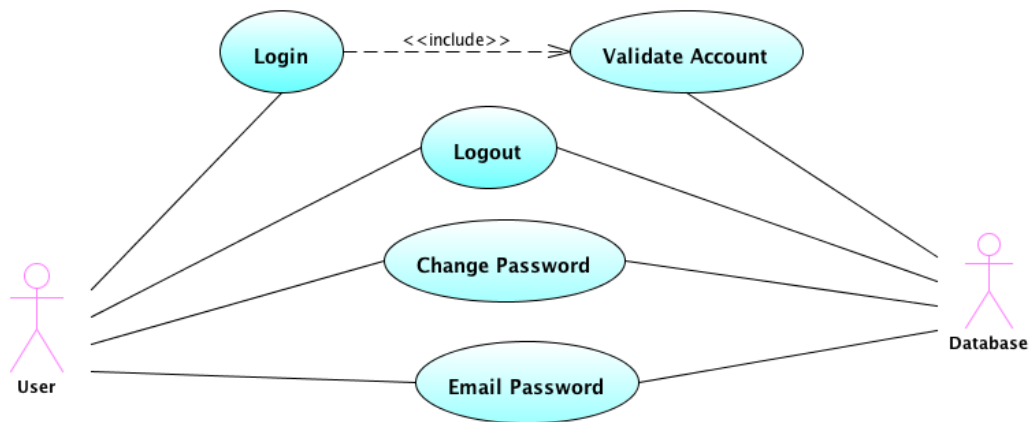 <<include>>
Login
Validate Account
Logout
Change Password
Database
User
Email Password